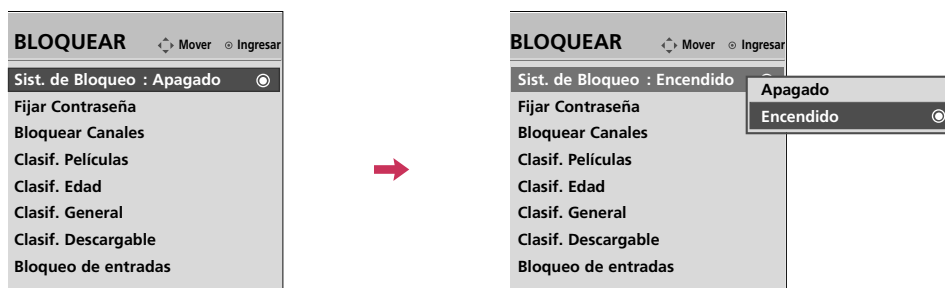 BLOQUEAR Mover Ingresar
Sist. de Bloqueo : Apagado
Fijar Contraseña
Bloquear Canales
Clasif. Películas
Clasif. Edad
Clasif. General
Clasif. Descargable
Bloqueo de entradas
BLOQUEAR Mover Ingresar
Sist. de Bloqueo : Encendido
Fijar Contraseña
Bloquear Canales
Clasif. Películas
Clasif. Edad
Clasif. General
Clasif. Descargable
Bloqueo de entradas
Apagado
Encendido